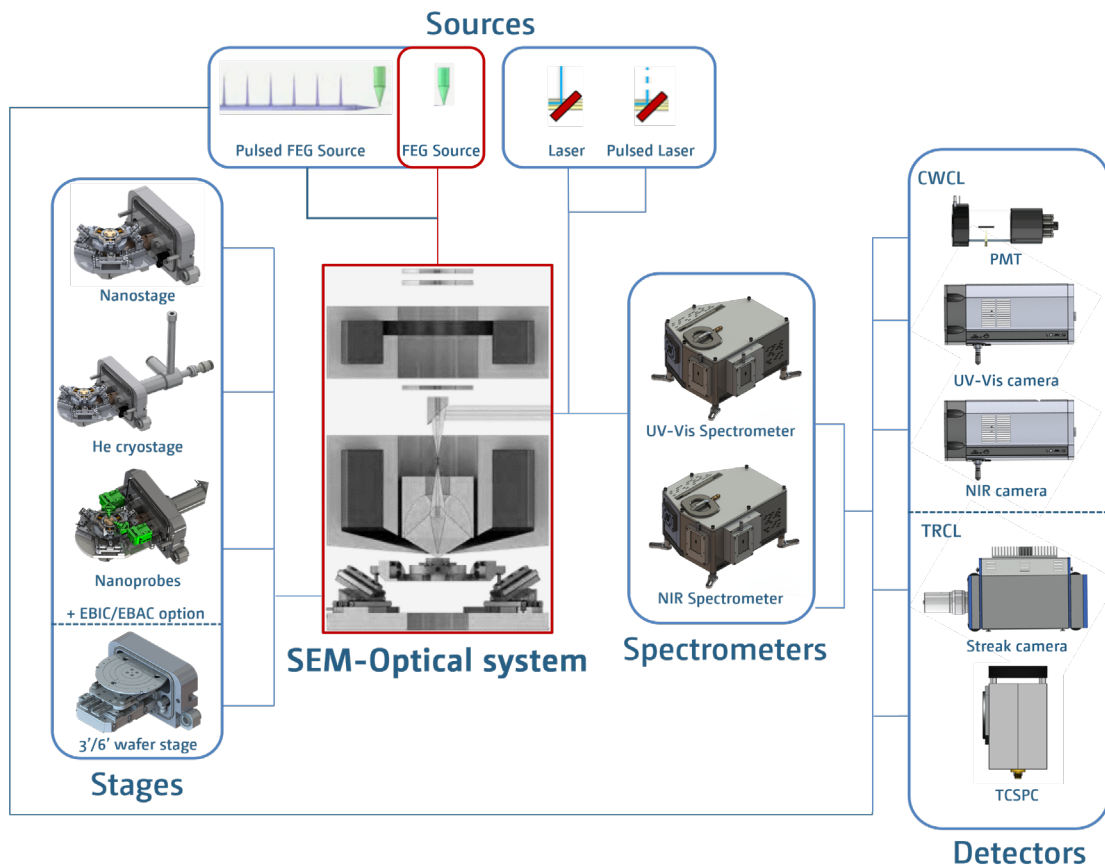 Sources
Pulsed FEG Source
FEG Source
Laser
Pulsed Laser
Nanostage
He cryostage
Nanoprobes
+ EBIC/EBAC option
3'/6' wafer stage
Stages
SEM-Optical system
UV-Vis Spectrometer
NIR Spectrometer
Spectrometers
CWCL
PMT
UV-Vis camera
NIR camera
TRCL
Streak camera
TCSPC
Detectors